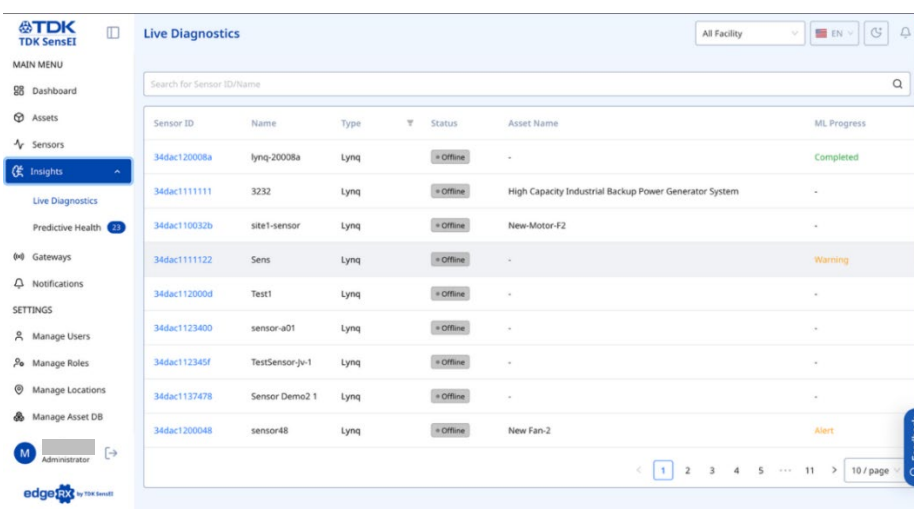 TDK
TDK SensEI
MAIN MENU
Dashboard
Assets
Sensors
Insights
Live Diagnostics
Predictive Health 23
Gateways
Notifications
SETTINGS
Manage Users
Manage Roles
Manage Locations
Manage Asset DB
M
Administrator
edgeRX by TDK SensEI
Live Diagnostics
All Facility
EN
Search for Sensor ID/Name
Sensor ID Name Type Status Asset Name ML Progress
34dac120008a lynq-20008a Lynq Offline - Completed
34dac1111111 3232 Lynq Offline High Capacity Industrial Backup Power Generator System -
34dac110032b site1-sensor Lynq Offline New-Motor-F2 -
34dac1111122 Sens Lynq Offline - Warning
34dac112000d Test1 Lynq Offline - -
34dac1123400 sensor-a01 Lynq Offline - -
34dac112345f TestSensor-Jv-1 Lynq Offline - -
34dac1137478 Sensor Demo2 1 Lynq Offline - -
34dac1200048 sensor48 Lynq Offline New Fan-2 Alert
< 1 2 3 4 5 ··· 11 > 10 / page